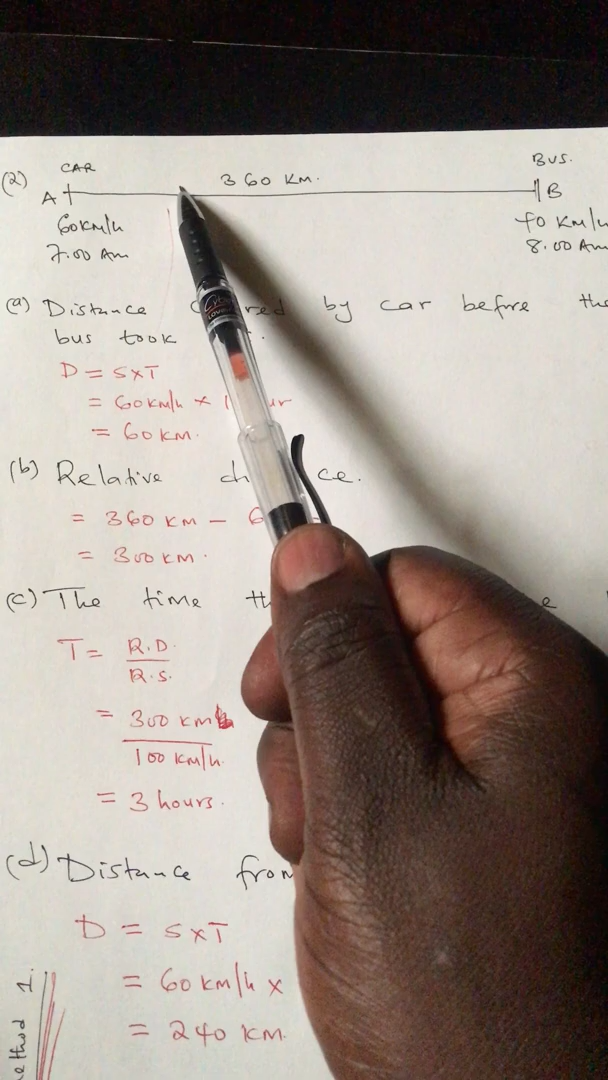 CAR BUS.
(2) A 360 KM. B
60km/h 40 km/h
7.00 Am 8.00 Am
(a) Distance by car before the
bus took
D = S×T
= 60km/h ×
= 60 KM.
(b) Relative
= 360 KM -
= 300 KM.
(c) The time
T = R.D.
R.S.
= 300 km
100 km/h.
= 3 hours.
(d) Distance from
D = S×T
= 60 km/h ×
= 240 KM.
1.